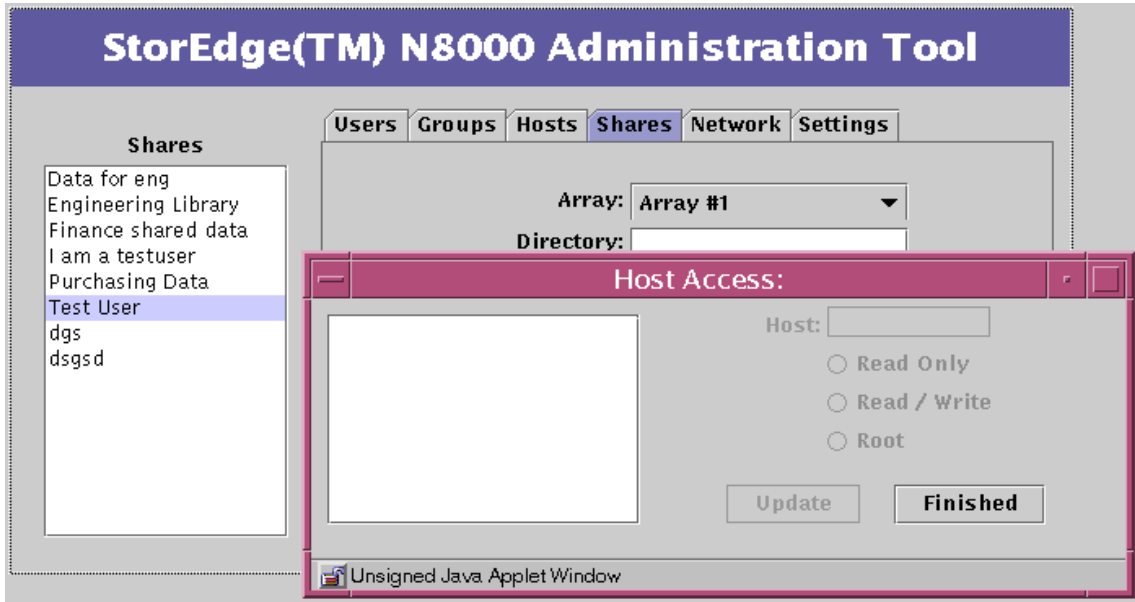 StorEdge(TM) N8000 Administration Tool
Users Groups Hosts Shares Network Settings
Shares
Data for eng
Engineering Library
Finance shared data
I am a testuser
Purchasing Data
Test User
dgs
dsgsd
Array: Array #1
Directory:
Host Access:
Host:
Read Only
Read / Write
Root
Update Finished
Unsigned Java Applet Window